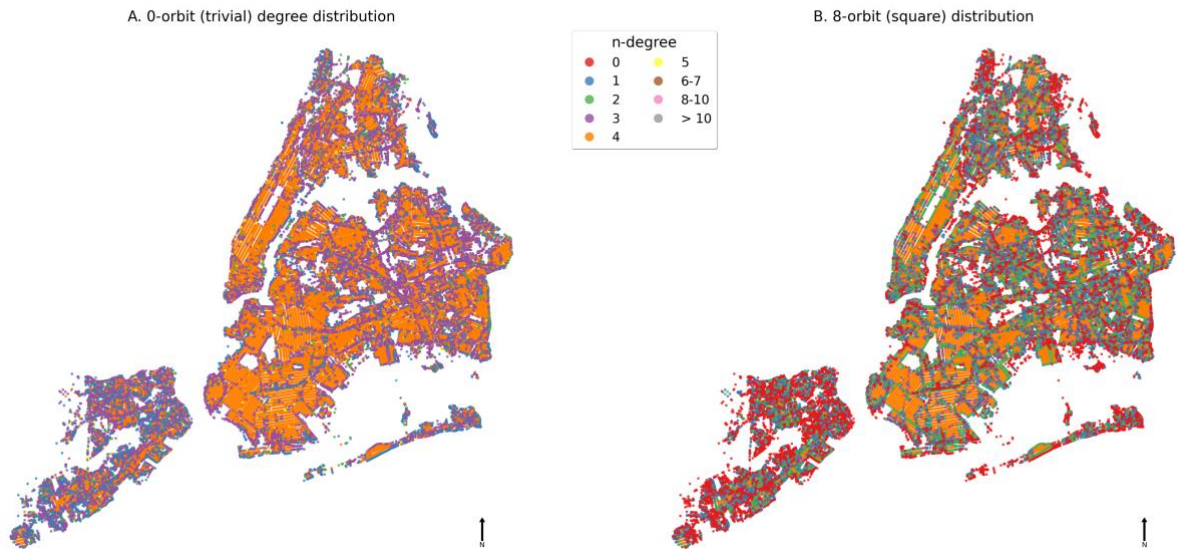 A. 0-orbit (trivial) degree distribution
B. 8-orbit (square) distribution
n-degree
0
1
2
3
4
5
6-7
8-10
> 10
N
N